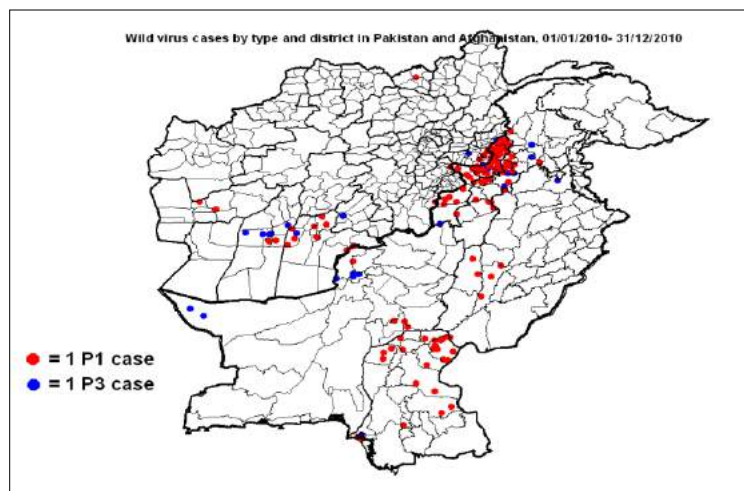 Wild virus cases by type and district in Pakistan and Afghanistan, 01/01/2010- 31/12/2010
= 1 P1 case
= 1 P3 case